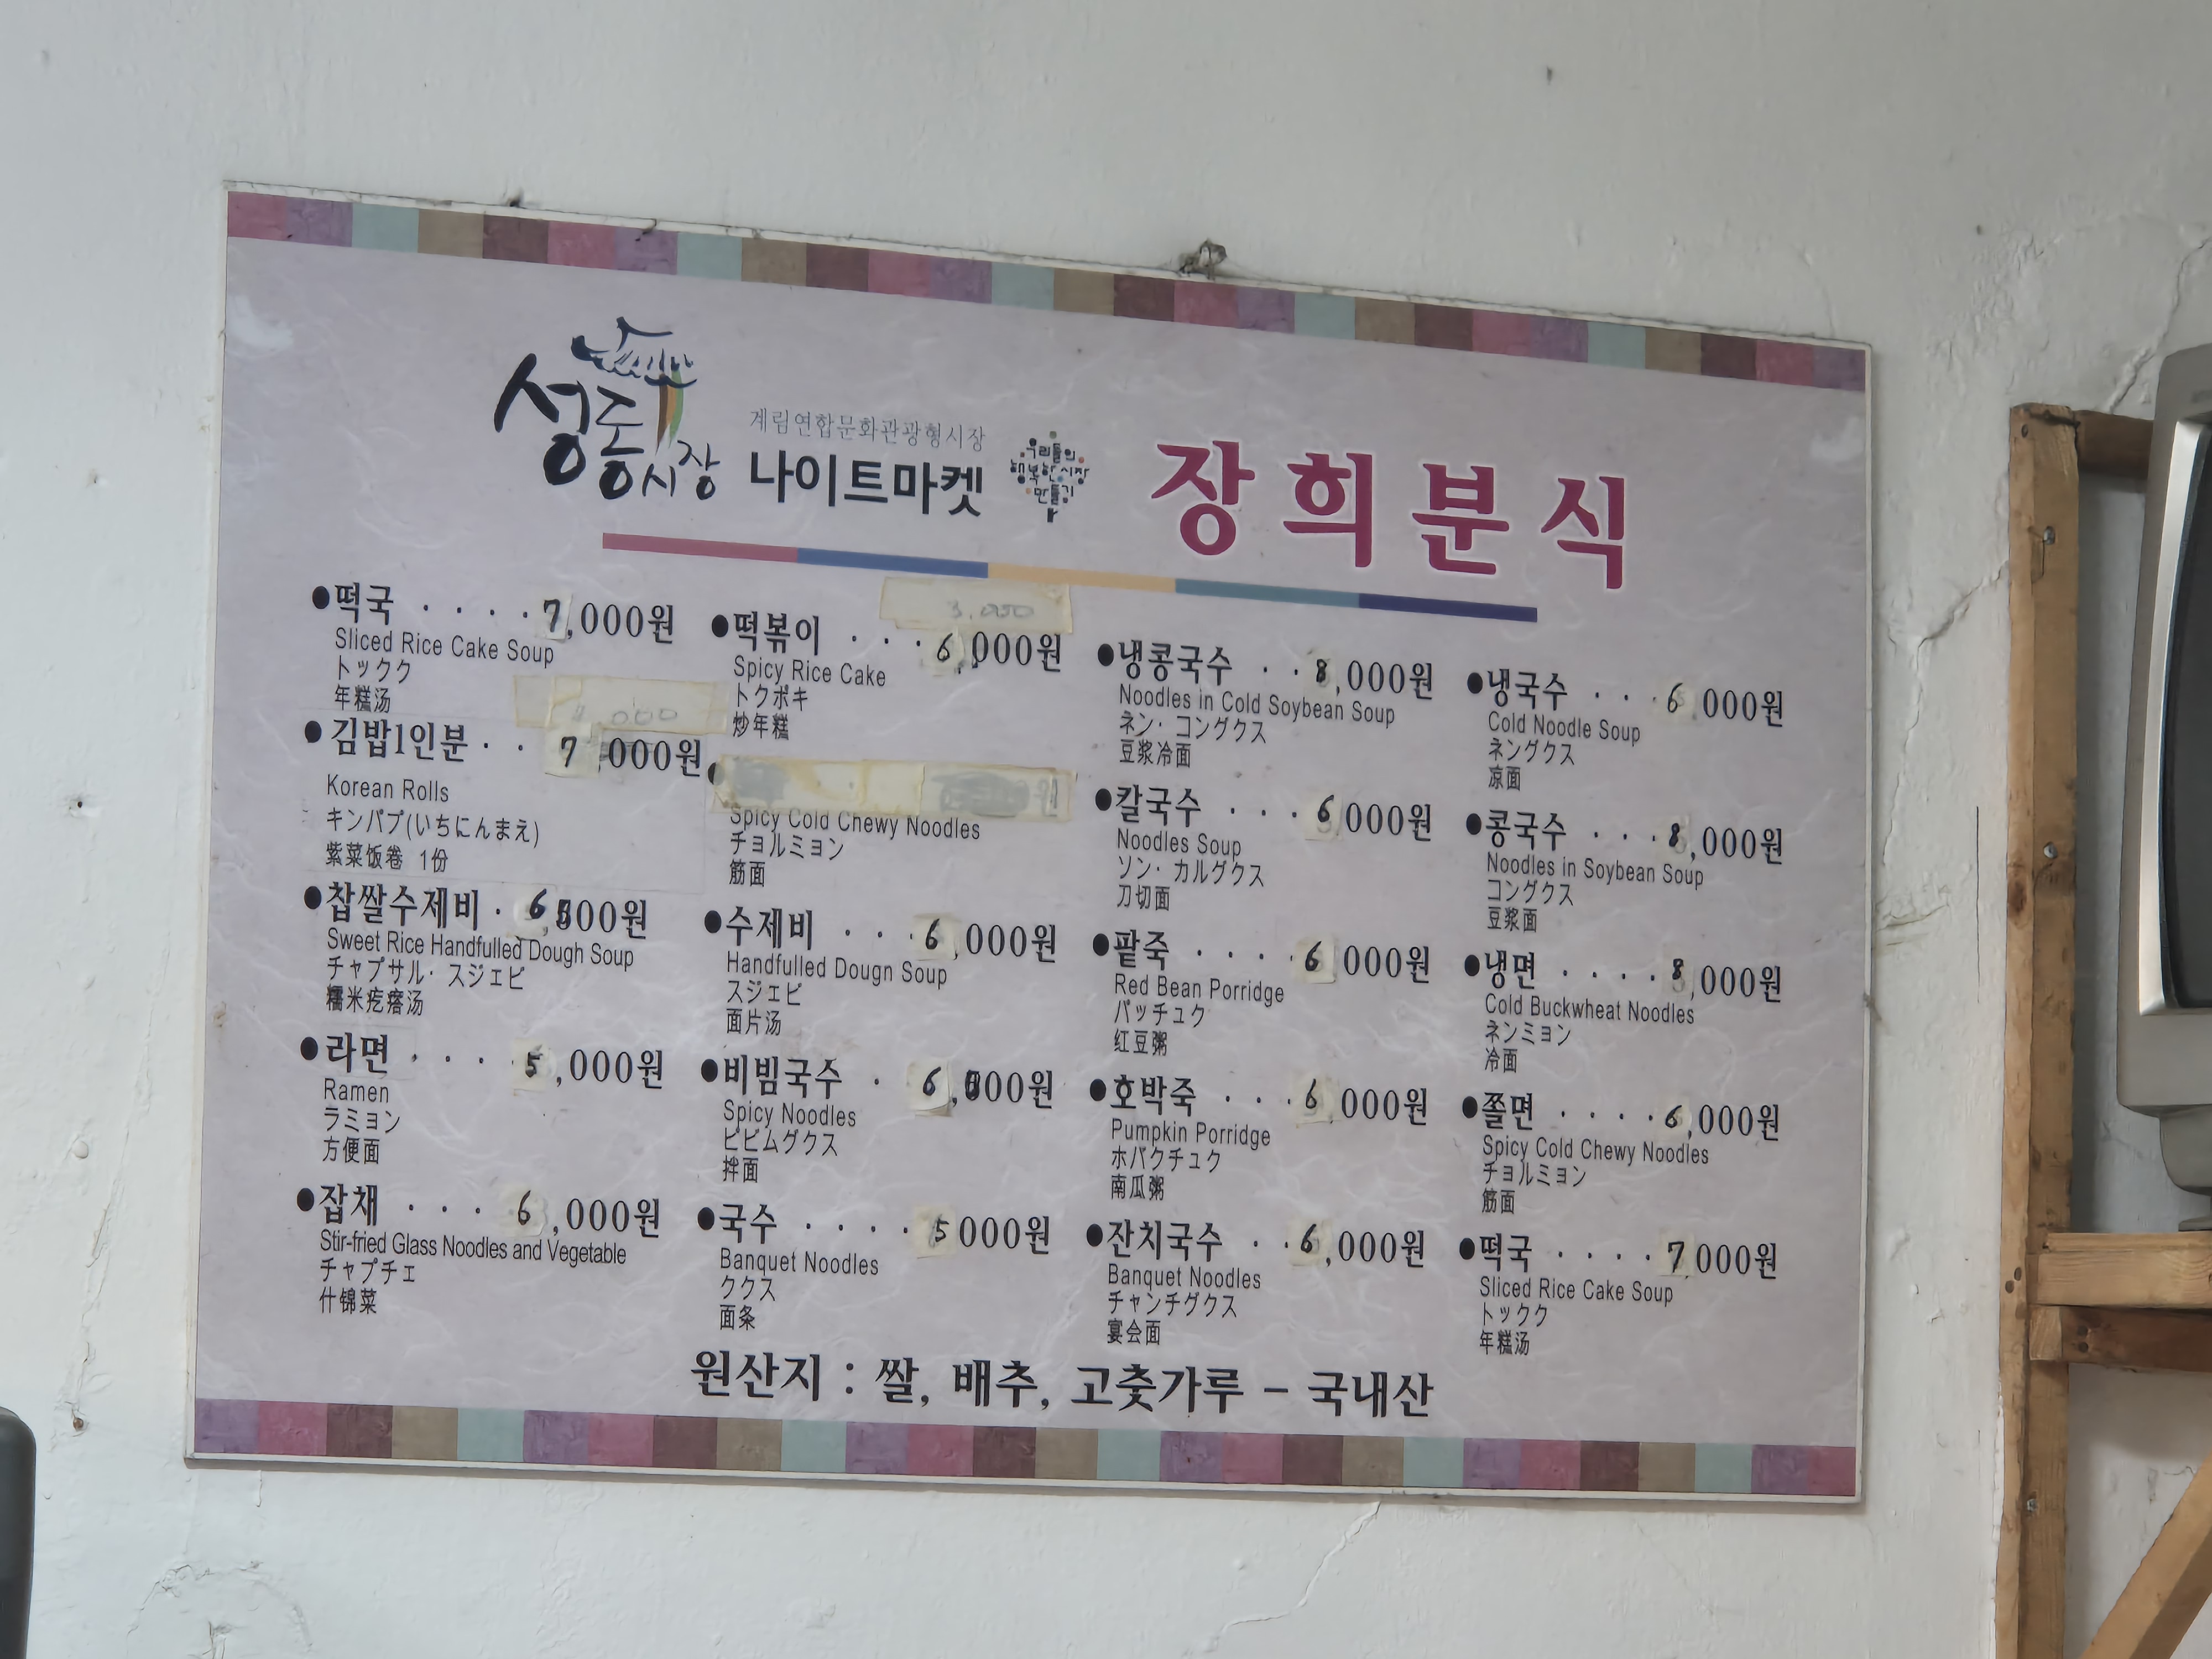 성동시장
계림연합문화관광형시장
나이트마켓
우리들의
행복한시장
만들기
장희분식
●떡국 · · · · 7,000원
Sliced Rice Cake Soup
トックク
年糕汤
●김밥1인분 · · 7 000원
Korean Rolls
キンパプ(いちにんまえ)
紫菜饭卷 1份
●찹쌀수제비 · 6,000원
Sweet Rice Handfulled Dough Soup
チャプサル・スジェビ
糯米疙瘩汤
●라면 · · · · 5,000원
Ramen
ラミョン
方便面
●잡채 · · · · 6,000원
Stir-fried Glass Noodles and Vegetable
チャプチェ
什锦菜
3,000
●떡볶이 · · · 6,000원
Spicy Rice Cake
トクポキ
炒年糕
Spicy Cold Chewy Noodles
チョルミョン
筋面
●수제비 · · · 6,000원
Handfulled Dougn Soup
スジェビ
面片汤
●비빔국수 · 6,000원
Spicy Noodles
ビビムグクス
拌面
●국수 · · · · 5 000원
Banquet Noodles
ククス
面条
●냉콩국수 · · 8,000원
Noodles in Cold Soybean Soup
ネン・コングクス
豆浆冷面
●칼국수 · · · 6,000원
Noodles Soup
ソン・カルグクス
刀切面
●팥죽 · · · · 6,000원
Red Bean Porridge
パッチュク
红豆粥
●호박죽 · · · 6,000원
Pumpkin Porridge
ホバクチュク
南瓜粥
●잔치국수 · · 6,000원
Banquet Noodles
チャンチグクス
宴会面
●냉국수 · · · 6,000원
Cold Noodle Soup
ネングクス
凉面
●콩국수 · · · 8,000원
Noodles in Soybean Soup
コングクス
豆浆面
●냉면 · · · · 8,000원
Cold Buckwheat Noodles
ネンミョン
冷面
●쫄면 · · · · 6,000원
Spicy Cold Chewy Noodles
チョルミョン
筋面
●떡국 · · · · 7,000원
Sliced Rice Cake Soup
トックク
年糕汤
원산지 : 쌀, 배추, 고춧가루 – 국내산